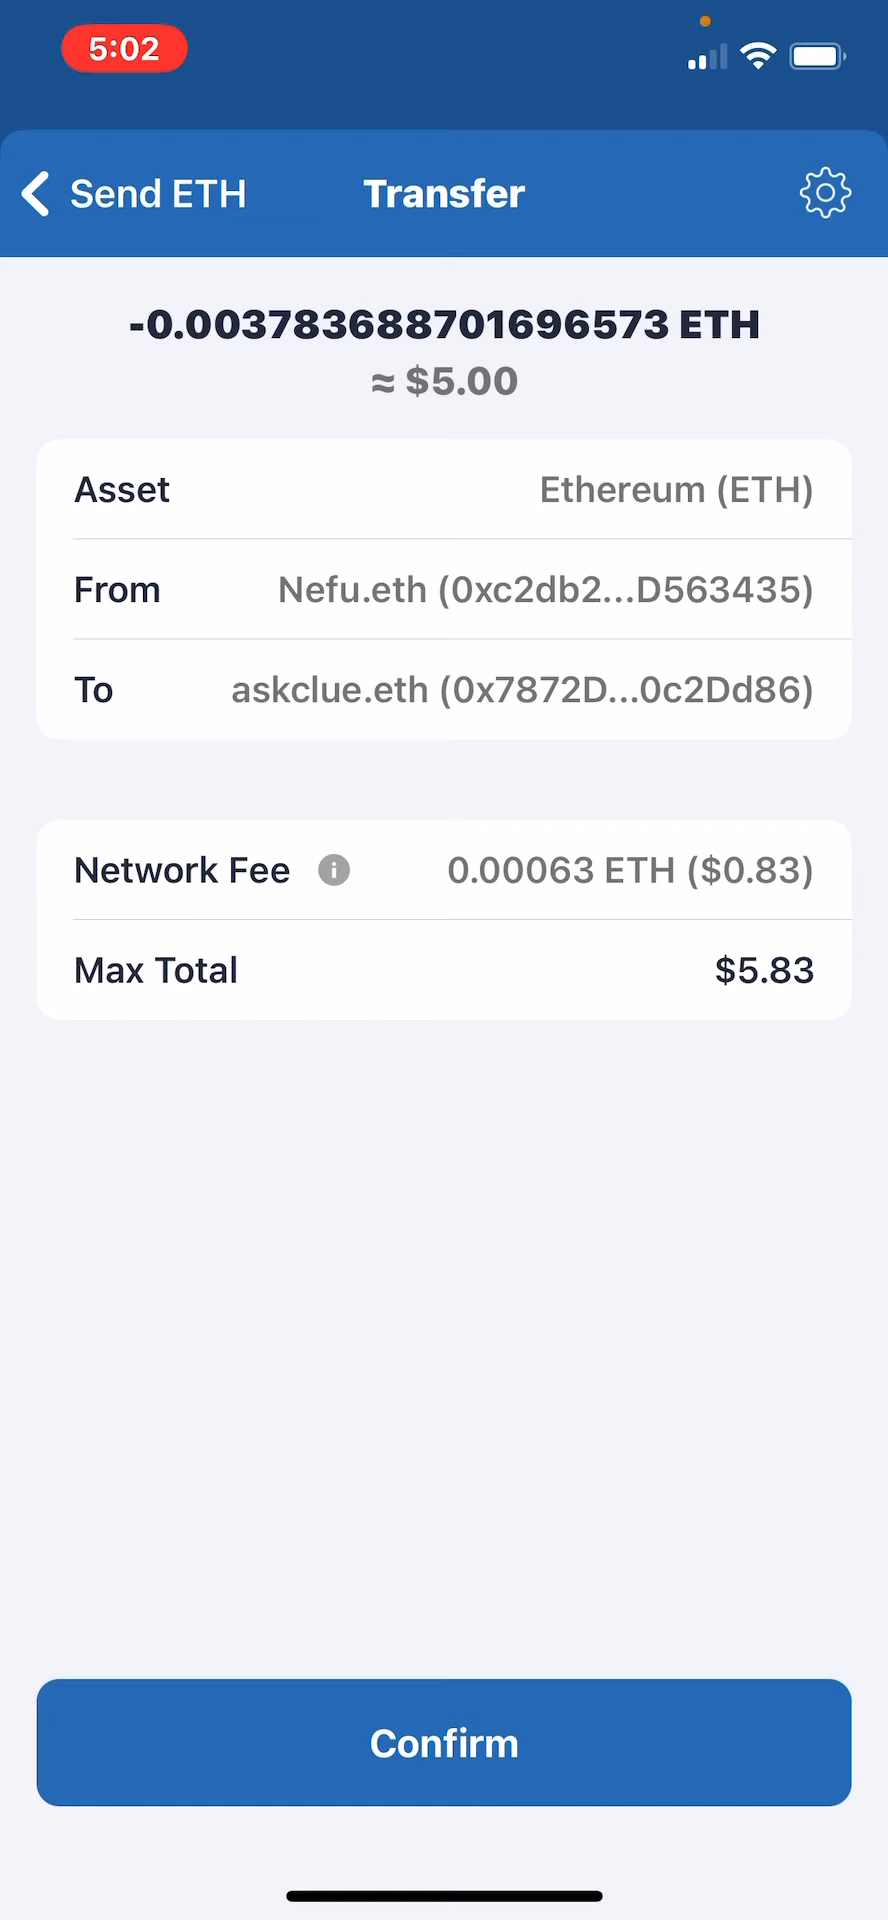 5:02
Send ETH
Transfer
-0.003783688701696573 ETH
≈ $5.00
Asset Ethereum (ETH)
From Nefu.eth (0xc2db2...D563435)
To askclue.eth (0x7872D...0c2Dd86)
Network Fee i 0.00063 ETH ($0.83)
Max Total $5.83
Confirm